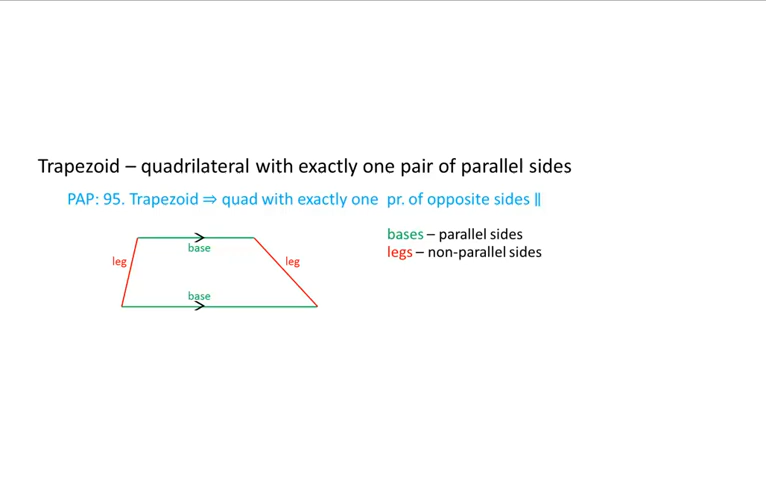 Trapezoid – quadrilateral with exactly one pair of parallel sides
PAP: 95. Trapezoid ⇒ quad with exactly one pr. of opposite sides ∥
bases – parallel sides
base
legs – non-parallel sides
leg
leg
base